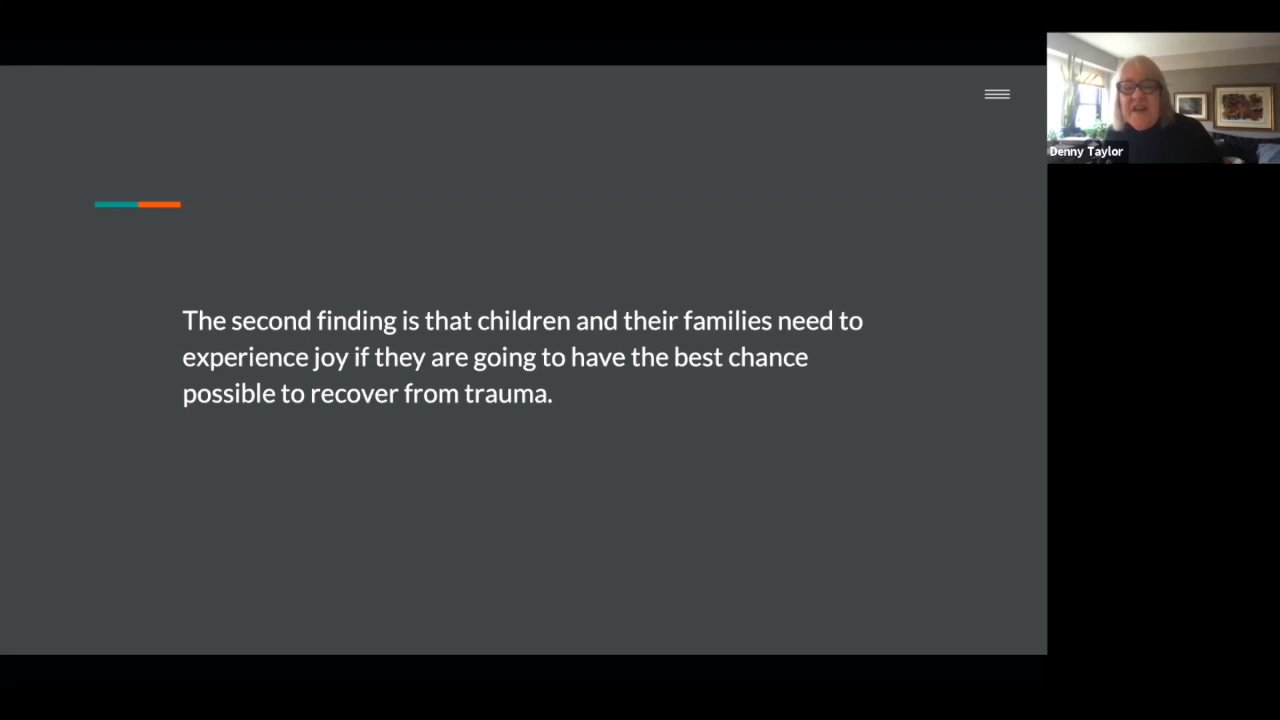 Denny Taylor
The second finding is that children and their families need to
experience joy if they are going to have the best chance
possible to recover from trauma.